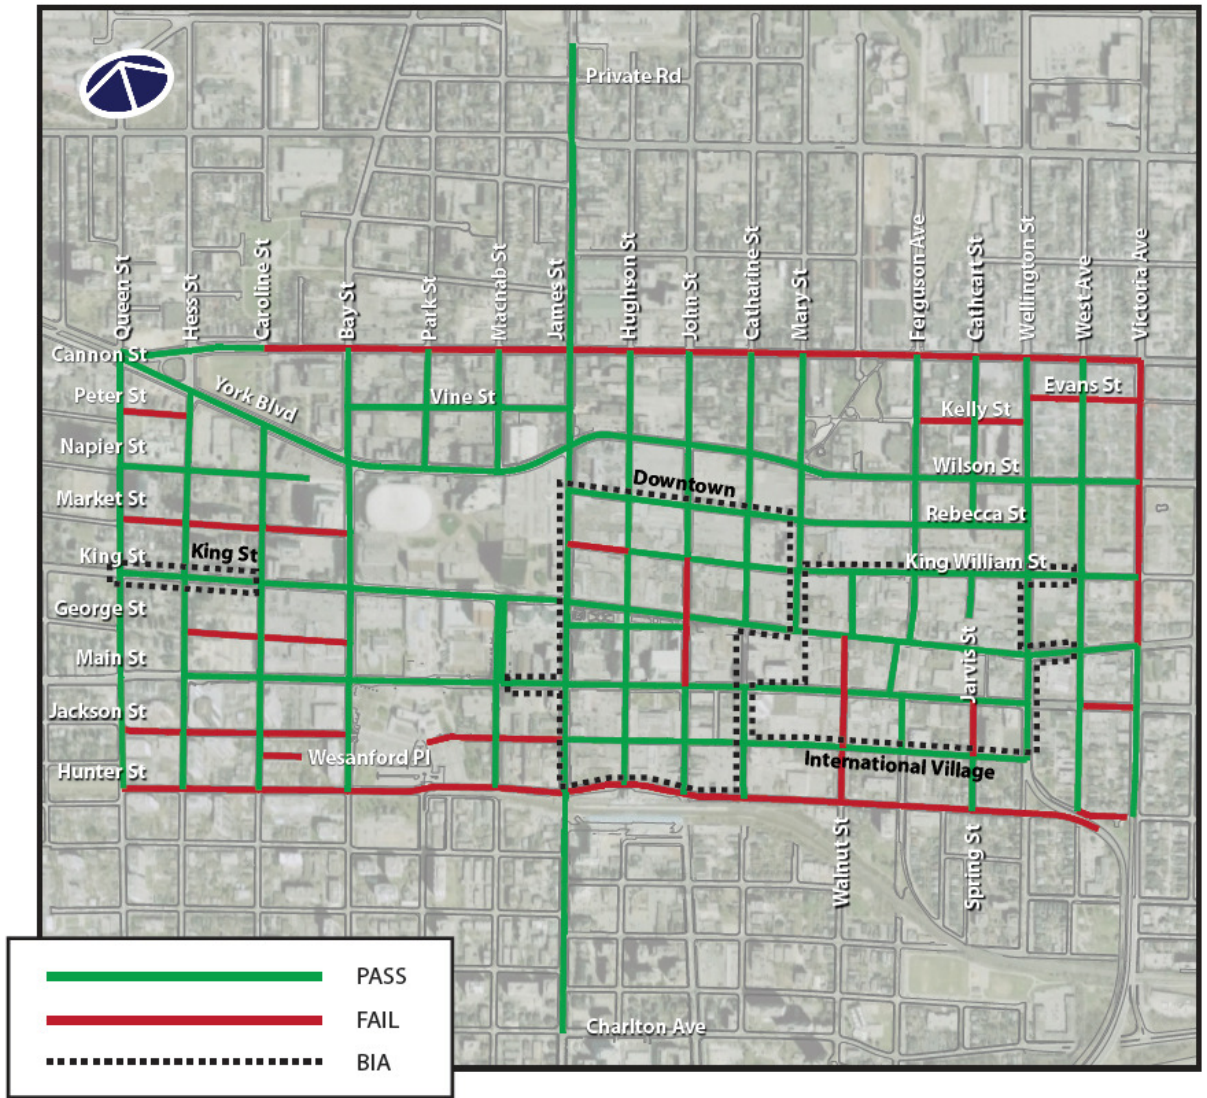 Private Rd
Queen St
Hess St
Caroline St
Bay St
Park St
Macnab St
James St
Hughson St
John St
Catharine St
Mary St
Ferguson Ave
Cathcart St
Wellington St
West Ave
Victoria Ave
Cannon St
Peter St
York Blvd
Vine St
Evans St
Kelly St
Napier St
Wilson St
Market St
Downtown
Rebecca St
King St
King St
King William St
George St
Main St
Jarvis St
Jackson St
Wesanford Pl
International Village
Hunter St
Walnut St
Spring St
Charlton Ave
PASS
FAIL
BIA